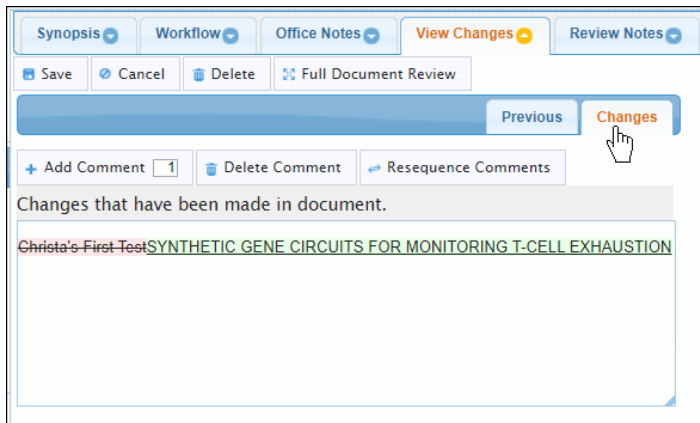 Synopsis Workflow Office Notes View Changes Review Notes
Save Cancel Delete Full Document Review
Previous Changes
Add Comment 1 Delete Comment Resequence Comments
Changes that have been made in document.
Christa's First TestSYNTHETIC GENE CIRCUITS FOR MONITORING T-CELL EXHAUSTION